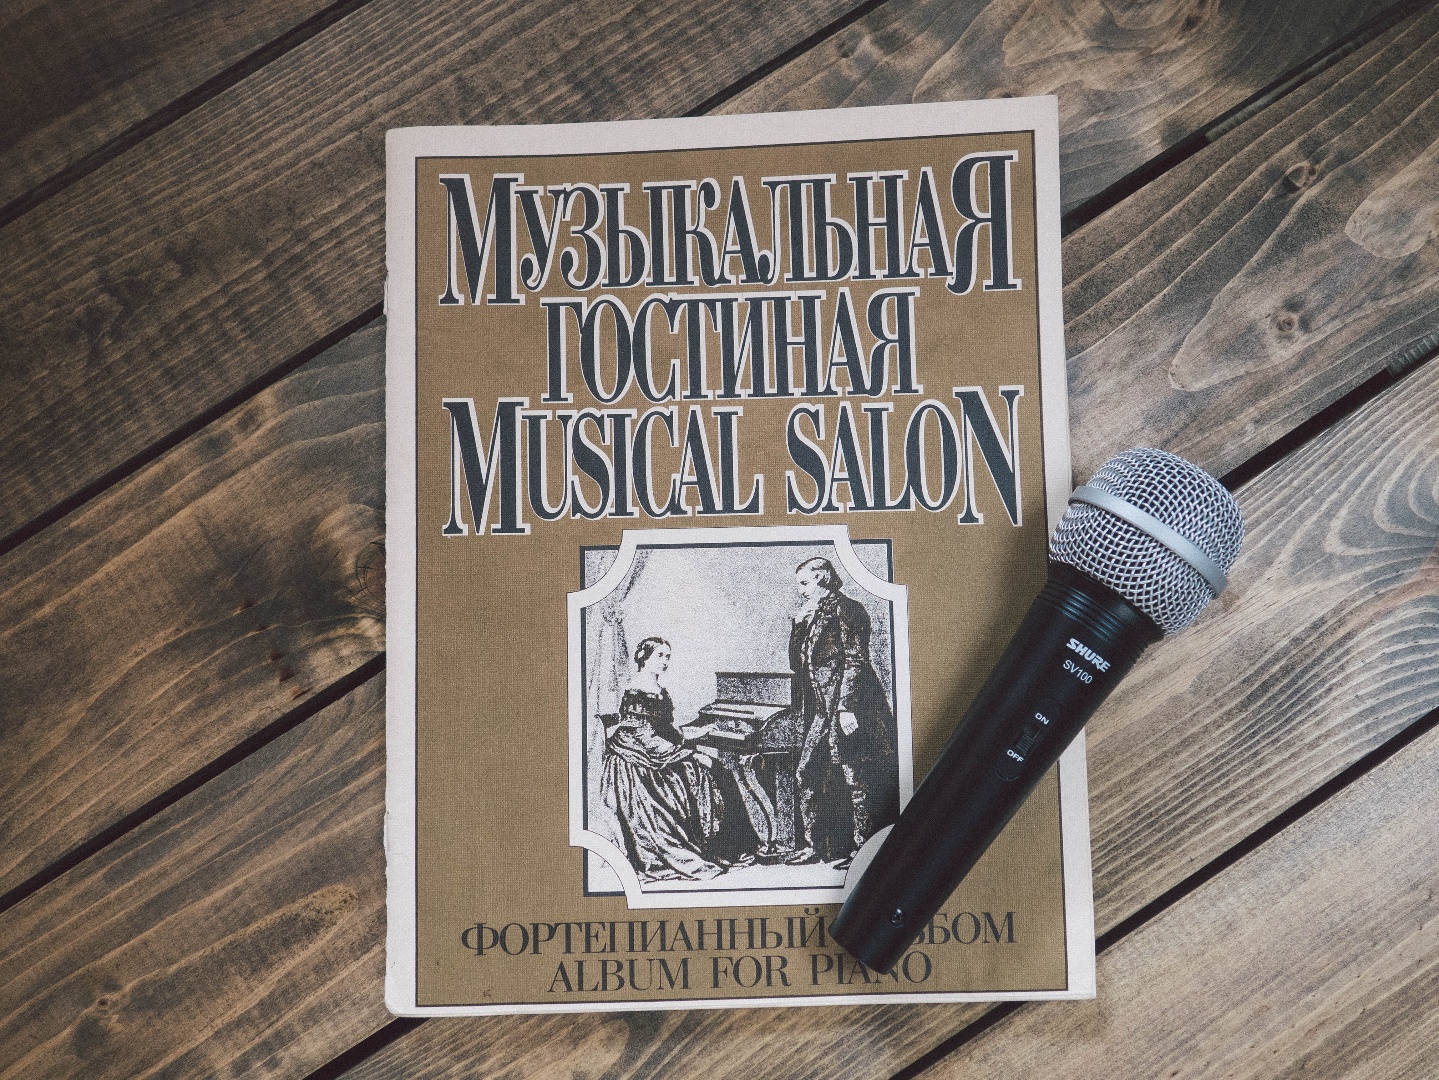 Музыкальная
гостиная
Musical Salon
SHURE
SV100
ON
OFF
ФОРТЕПИАННЫЙ
ALBUM FOR PIANO